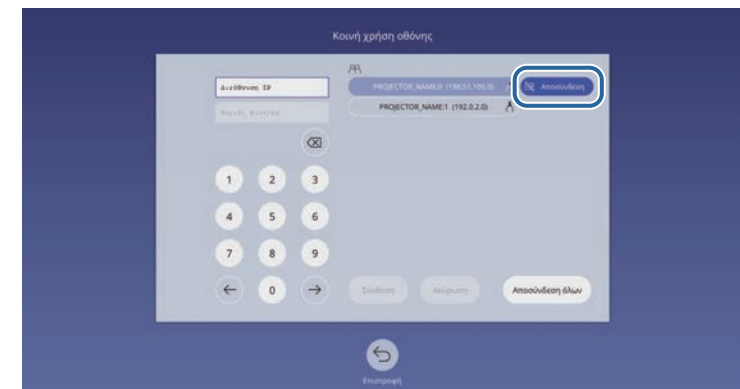 Κοινή χρήση οθόνης
Διεύθυνση IP
PROJECTOR_NAME:0 (198.51.100.0)
Αποσύνδεση
PROJECTOR_NAME:1 (192.0.2.0)
1 2 3
4 5 6
7 8 9
0
Σύνδεση
Ακύρωση
Αποσύνδεση όλων
Επιστροφή